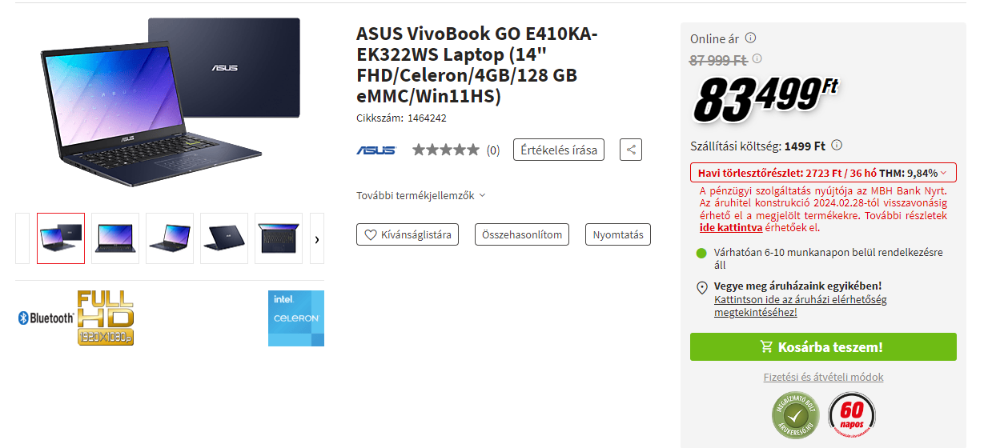 ASUS
ASUS
ASUS VivoBook GO E410KA-
EK322WS Laptop (14"
FHD/Celeron/4GB/128 GB
eMMC/Win11HS)
Cikkszám: 1464242
ASUS
(0)
Értékelés írása
További termékjellemzők
Kívánságlistára
Összehasonlítom
Nyomtatás
Bluetooth®
FULL
HD
1920X1080p
intel.
CELERON
Online ár
87 999 Ft
83499 Ft
Szállítási költség: 1499 Ft
Havi törlesztőrészlet: 2723 Ft / 36 hó THM: 9,84%
A pénzügyi szolgáltatás nyújtója az MBH Bank Nyrt.
Az áruhitel konstrukció 2024.02.28-tól visszavonásig
érhető el a megjelölt termékekre. További részletek
ide kattintva érhetőek el.
Várhatóan 6-10 munkanapon belül rendelkezésre
áll
Vegye meg áruházaink egyikében!
Kattintson ide az áruházi elérhetőség
megtekintéséhez!
Kosárba teszem!
Fizetési és átvételi módok
MEGBÍZHATÓ BOLT
ÁRUKERESŐ.HU
60
napos